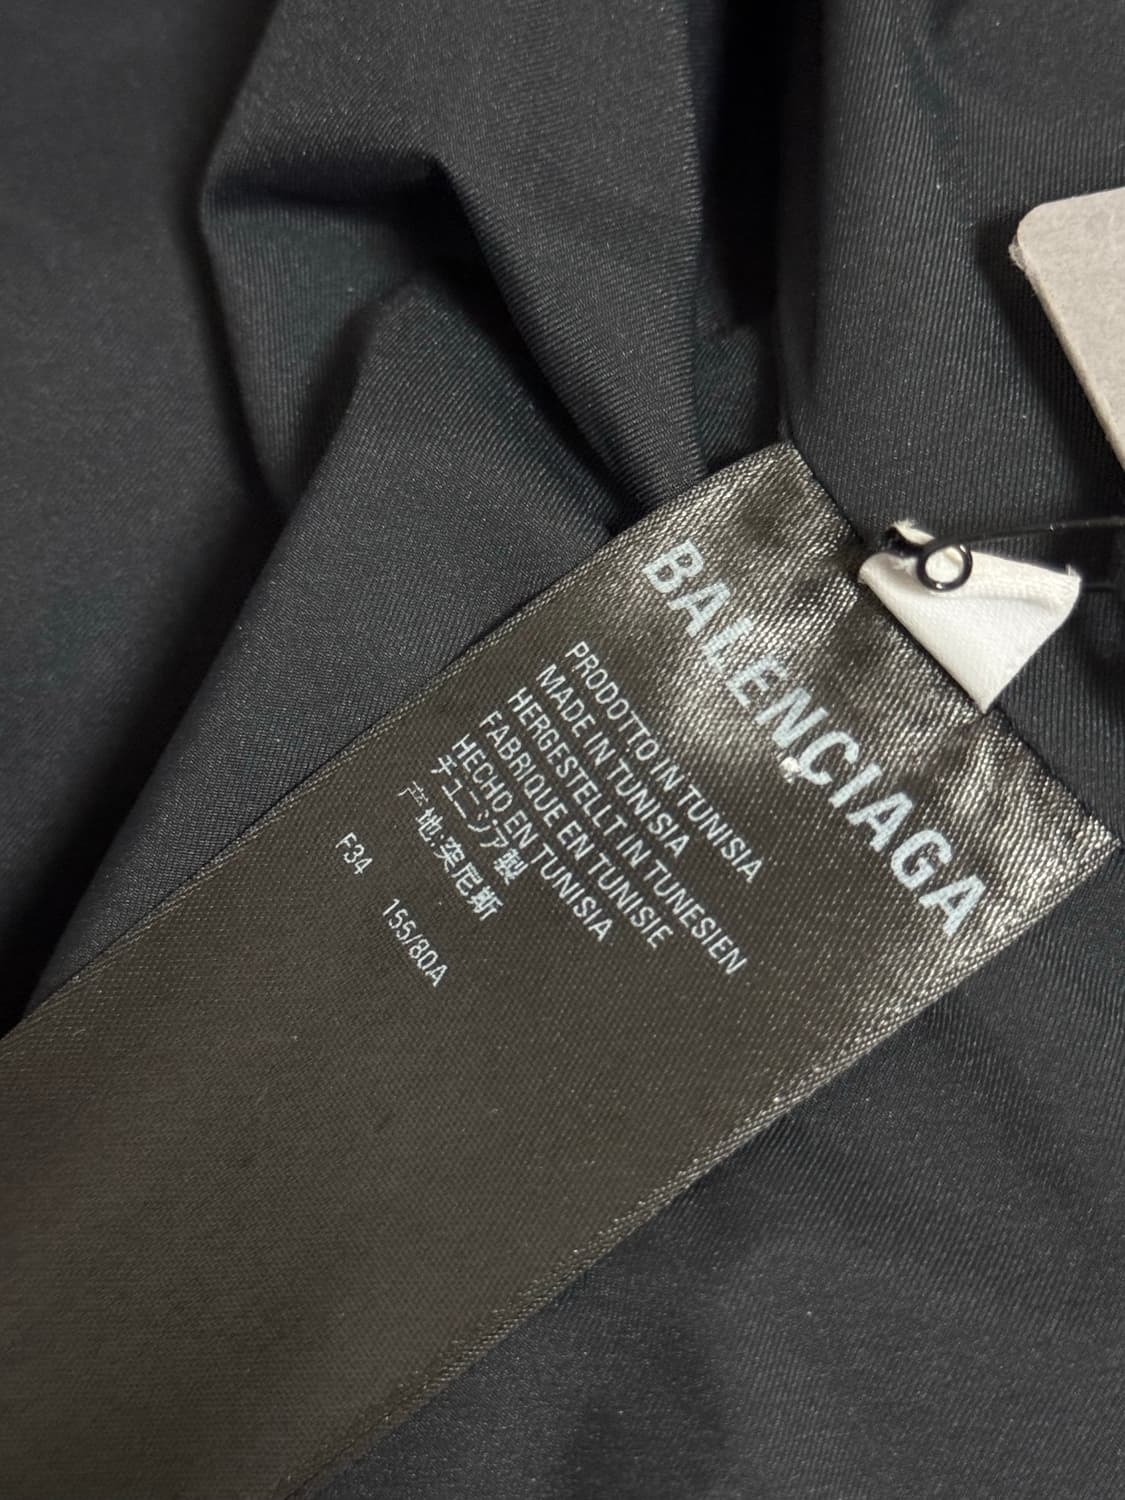 BALENCIAGA
PRODOTTO IN TUNISIA
MADE IN TUNISIA
HERGESTELLT IN TUNESIEN
FABRIQUE EN TUNISIE
HECHO EN TUNISIA
チュニジア製
产地:突尼斯
F34 155/80A